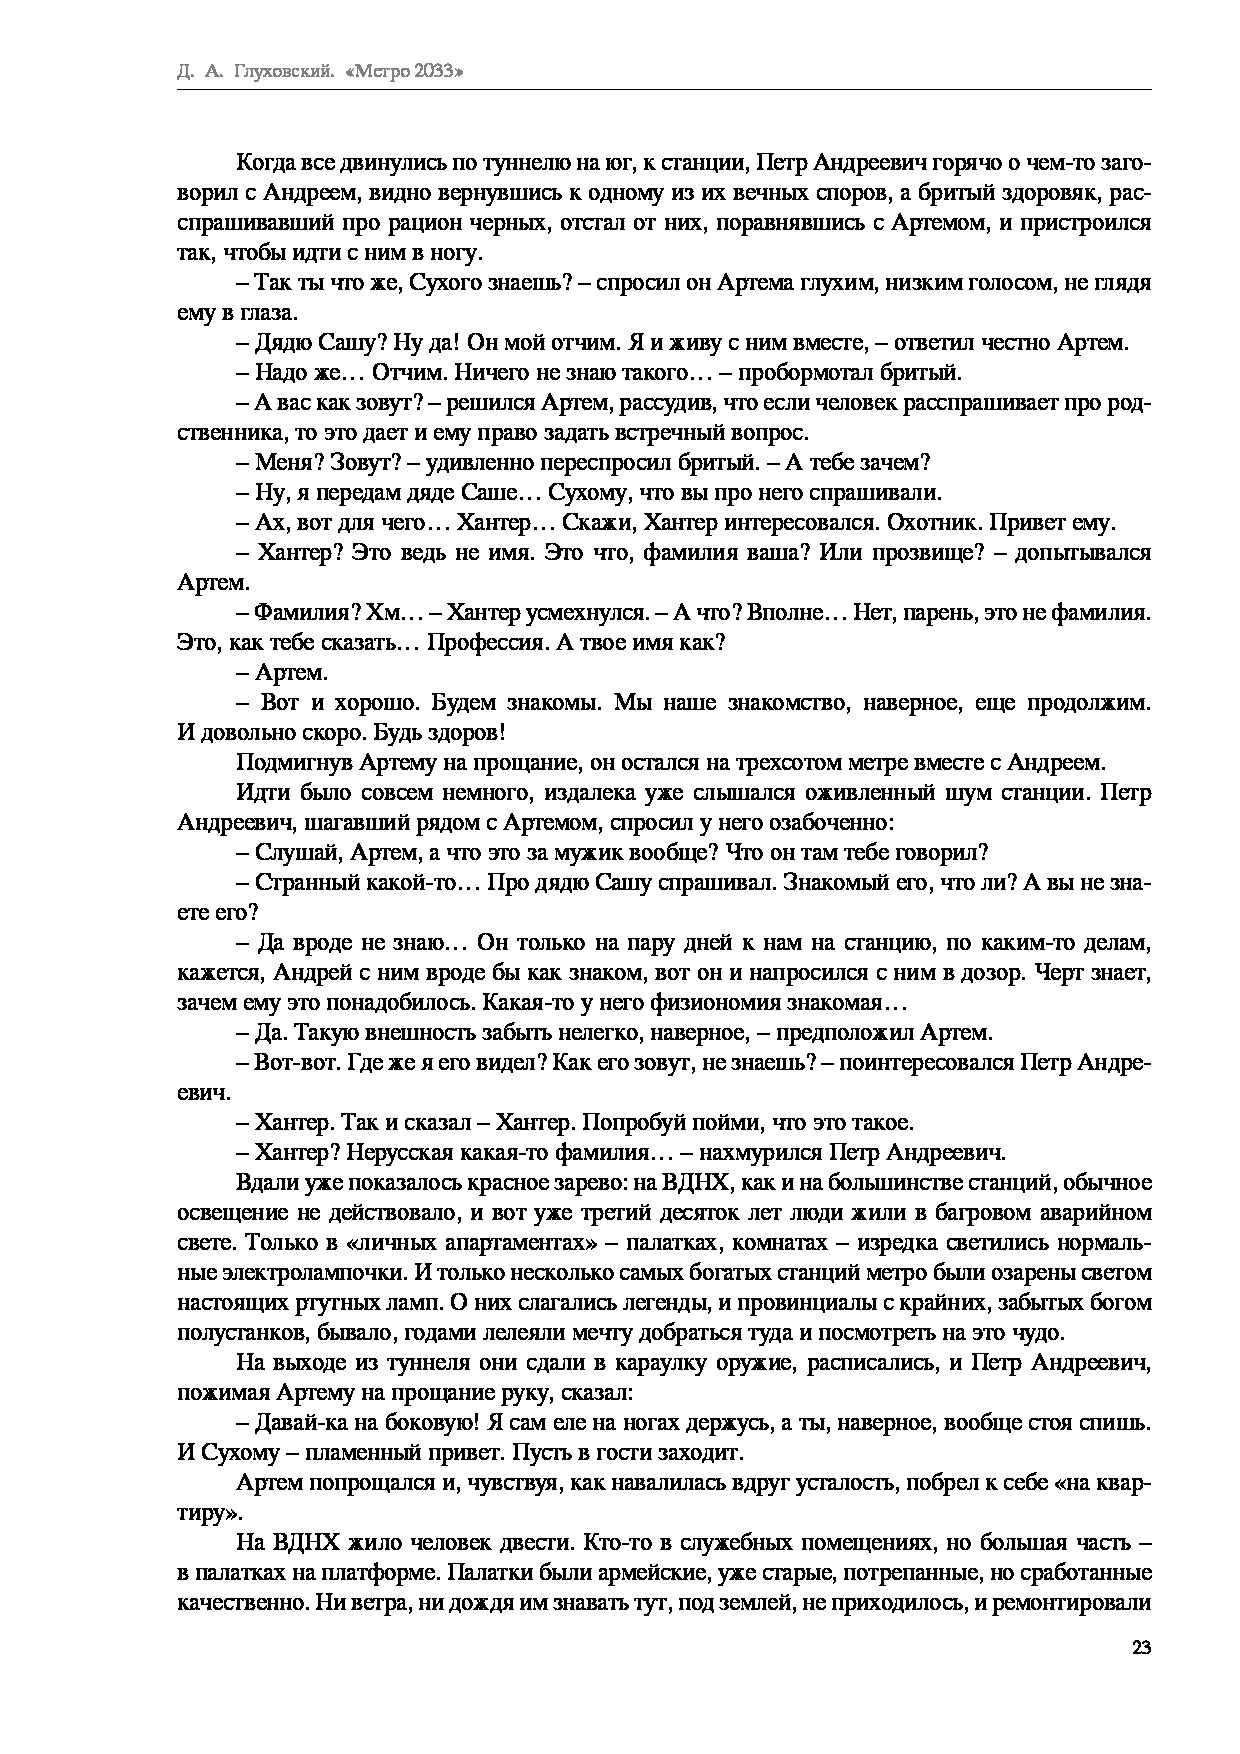 Д. А. Глуховский. «Метро 2033»
Когда все двинулись по туннелю на юг, к станции, Петр Андреевич горячо о чем-то заго-
ворил с Андреем, видно вернувшись к одному из их вечных споров, а бритый здоровяк, рас-
спрашивавший про рацион черных, отстал от них, поравнявшись с Артемом, и пристроился
так, чтобы идти с ним в ногу.
– Так ты что же, Сухого знаешь? – спросил он Артема глухим, низким голосом, не глядя
ему в глаза.
– Дядю Сашу? Ну да! Он мой отчим. Я и живу с ним вместе, – ответил честно Артем.
– Надо же… Отчим. Ничего не знаю такого… – пробормотал бритый.
– А вас как зовут? – решился Артем, рассудив, что если человек расспрашивает про род-
ственника, то это дает и ему право задать встречный вопрос.
– Меня? Зовут? – удивленно переспросил бритый. – А тебе зачем?
– Ну, я передам дяде Саше… Сухому, что вы про него спрашивали.
– Ах, вот для чего… Хантер… Скажи, Хантер интересовался. Охотник. Привет ему.
– Хантер? Это ведь не имя. Это что, фамилия ваша? Или прозвище? – допытывался
Артем.
– Фамилия? Хм… – Хантер усмехнулся. – А что? Вполне… Нет, парень, это не фамилия.
Это, как тебе сказать… Профессия. А твое имя как?
– Артем.
– Вот и хорошо. Будем знакомы. Мы наше знакомство, наверное, еще продолжим.
И довольно скоро. Будь здоров!
Подмигнув Артему на прощание, он остался на трехсотом метре вместе с Андреем.
Идти было совсем немного, издалека уже слышался оживленный шум станции. Петр
Андреевич, шагавший рядом с Артемом, спросил у него озабоченно:
– Слушай, Артем, а что это за мужик вообще? Что он там тебе говорил?
– Странный какой-то… Про дядю Сашу спрашивал. Знакомый его, что ли? А вы не зна-
ете его?
– Да вроде не знаю… Он только на пару дней к нам на станцию, по каким-то делам,
кажется, Андрей с ним вроде бы как знаком, вот он и напросился с ним в дозор. Черт знает,
зачем ему это понадобилось. Какая-то у него физиономия знакомая…
– Да. Такую внешность забыть нелегко, наверное, – предположил Артем.
– Вот-вот. Где же я его видел? Как его зовут, не знаешь? – поинтересовался Петр Андре-
евич.
– Хантер. Так и сказал – Хантер. Попробуй пойми, что это такое.
– Хантер? Нерусская какая-то фамилия… – нахмурился Петр Андреевич.
Вдали уже показалось красное зарево: на ВДНХ, как и на большинстве станций, обычное
освещение не действовало, и вот уже третий десяток лет люди жили в багровом аварийном
свете. Только в «личных апартаментах» – палатках, комнатах – изредка светились нормаль-
ные электролампочки. И только несколько самых богатых станций метро были озарены светом
настоящих ртутных ламп. О них слагались легенды, и провинциалы с крайних, забытых богом
полустанков, бывало, годами лелеяли мечту добраться туда и посмотреть на это чудо.
На выходе из туннеля они сдали в караулку оружие, расписались, и Петр Андреевич,
пожимая Артему на прощание руку, сказал:
– Давай-ка на боковую! Я сам еле на ногах держусь, а ты, наверное, вообще стоя спишь.
И Сухому – пламенный привет. Пусть в гости заходит.
Артем попрощался и, чувствуя, как навалилась вдруг усталость, побрел к себе «на квар-
тиру».
На ВДНХ жило человек двести. Кто-то в служебных помещениях, но большая часть –
в палатках на платформе. Палатки были армейские, уже старые, потрепанные, но сработанные
качественно. Ни ветра, ни дождя им знавать тут, под землей, не приходилось, и ремонтировали
23